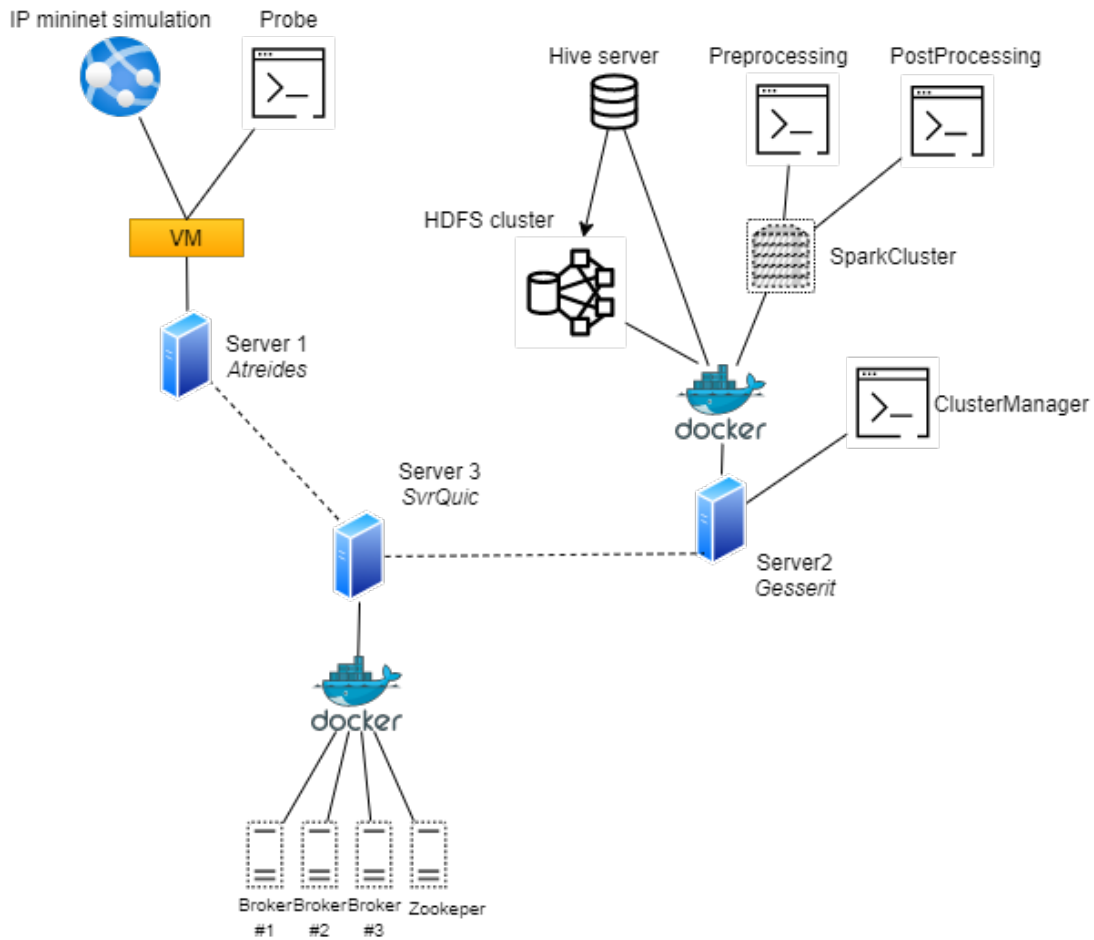 IP mininet simulation
Probe
Hive server
Preprocessing
PostProcessing
HDFS cluster
VM
SparkCluster
Server 1
Atreides
docker
ClusterManager
Server 3
SvrQuic
Server2
Gesserit
docker
Broker
#1
Broker
#2
Broker
#3
Zookeper